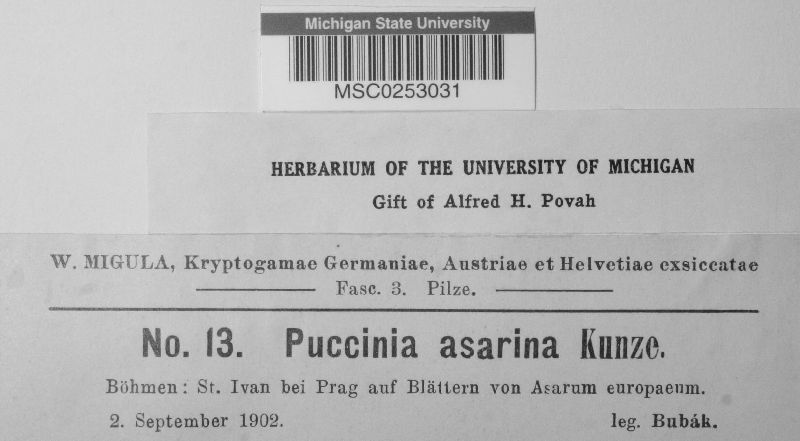 Michigan State University
MSC0253031
HERBARIUM OF THE UNIVERSITY OF MICHIGAN
Gift of Alfred H. Povah
W. MIGULA, Kryptogamae Germaniae, Austriae et Helvetiae exsiccatae
Fasc. 3. Pilze.
No. 13. Puccinia asarina Kunze.
Böhmen: St. Ivan bei Prag auf Blättern von Asarum europaeum.
2. September 1902. leg. Bubák.